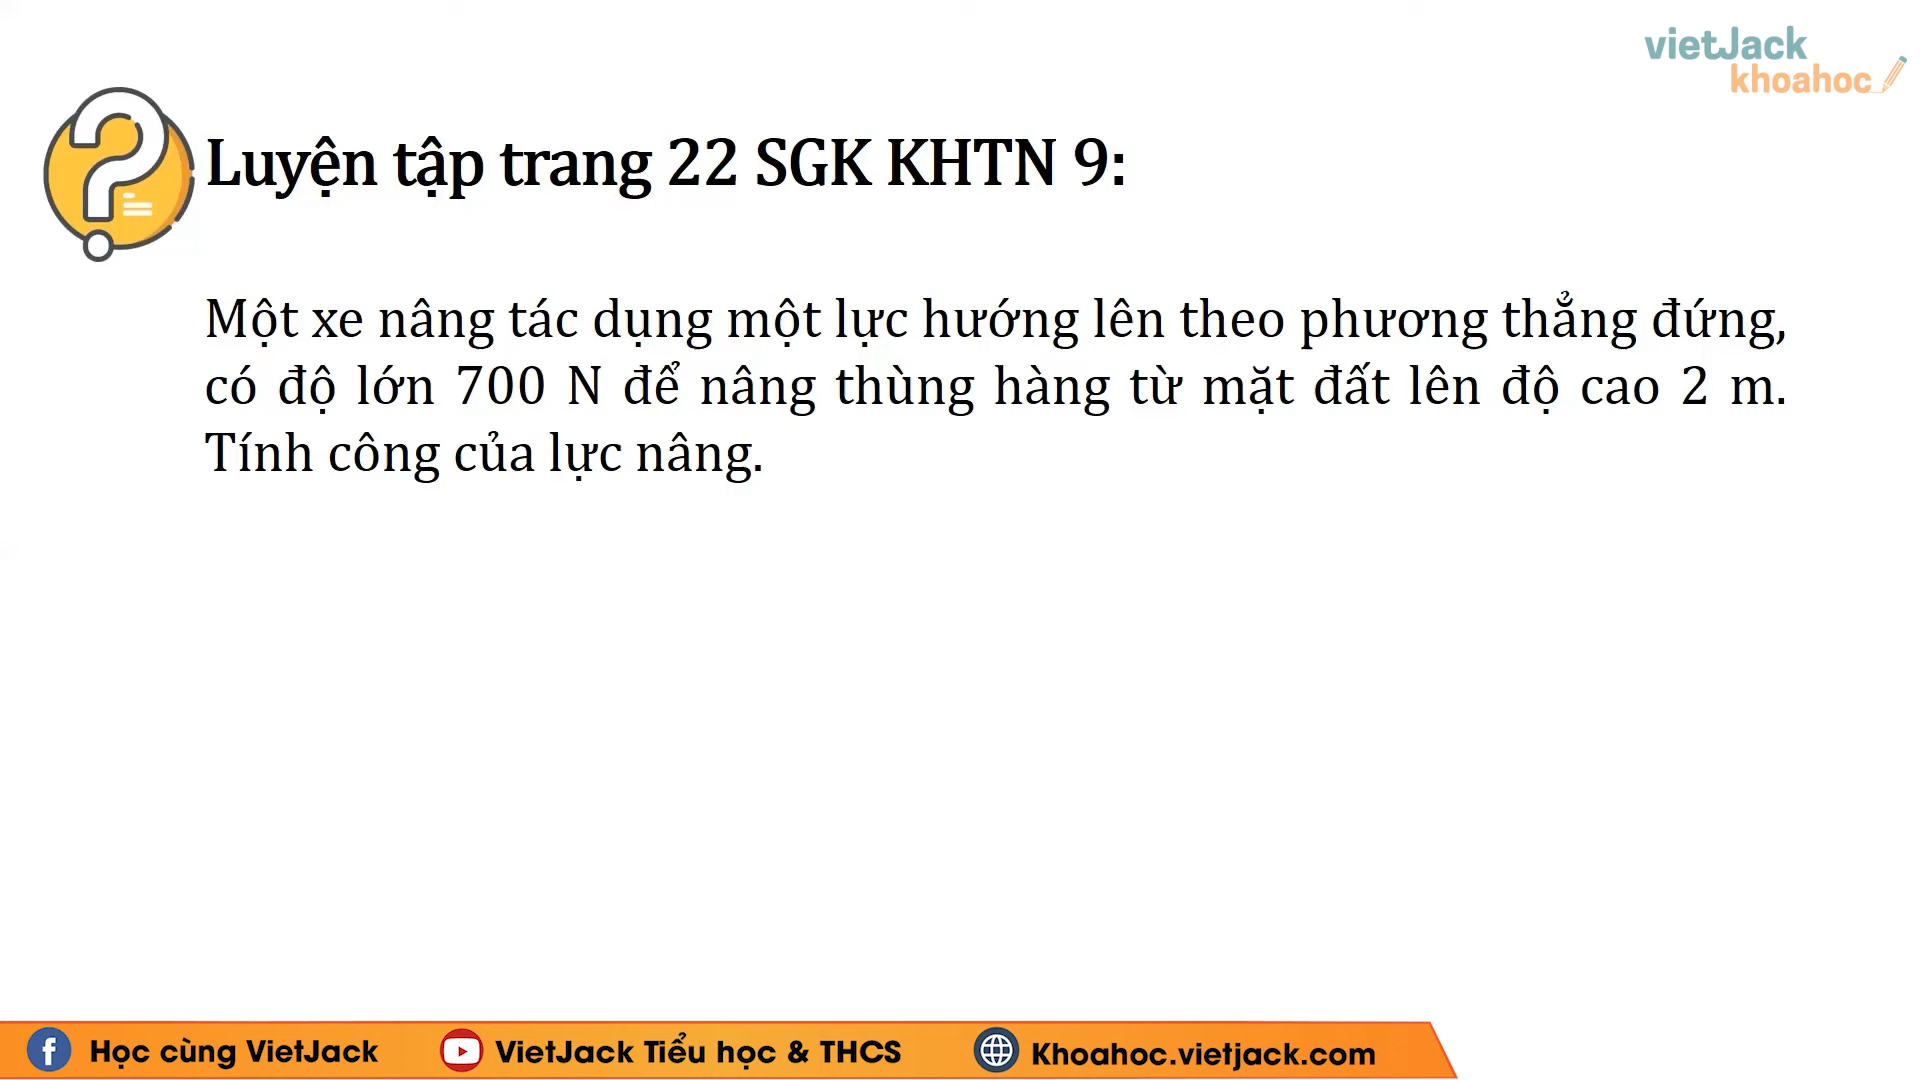 vietJack
khoahoc
Luyện tập trang 22 SGK KHTN 9:
Một xe nâng tác dụng một lực hướng lên theo phương thẳng đứng,
có độ lớn 700 N để nâng thùng hàng từ mặt đất lên độ cao 2 m.
Tính công của lực nâng.
Học cùng VietJack
VietJack Tiểu học & THCS
Khoahoc.vietjack.com